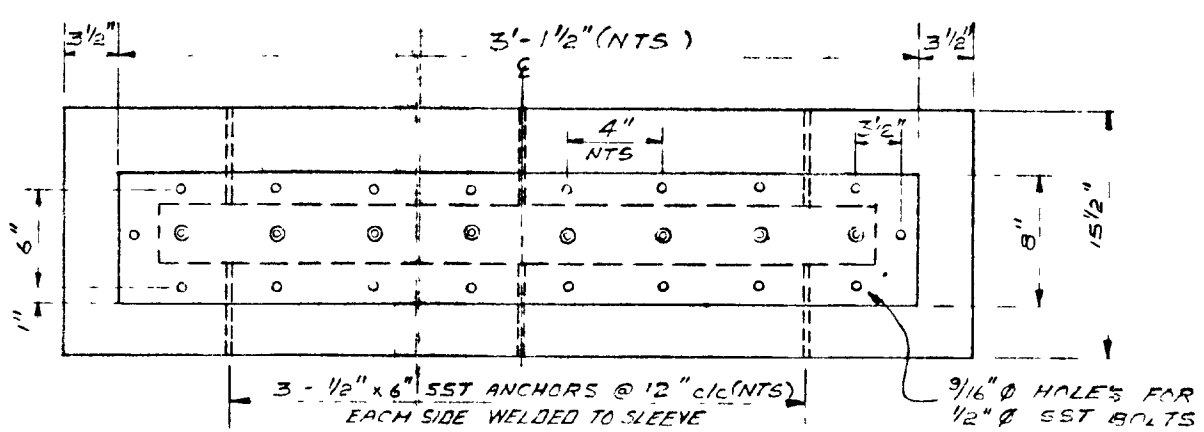 3½"
3'-1½" (NTS)
3½"
℄
4"
NTS
3½"
6"
1"
8"
15½"
3 - ½" x 6" SST ANCHORS @ 12" c/c (NTS)
EACH SIDE WELDED TO SLEEVE
9/16" Ø HOLES FOR
½" Ø SST BOLTS